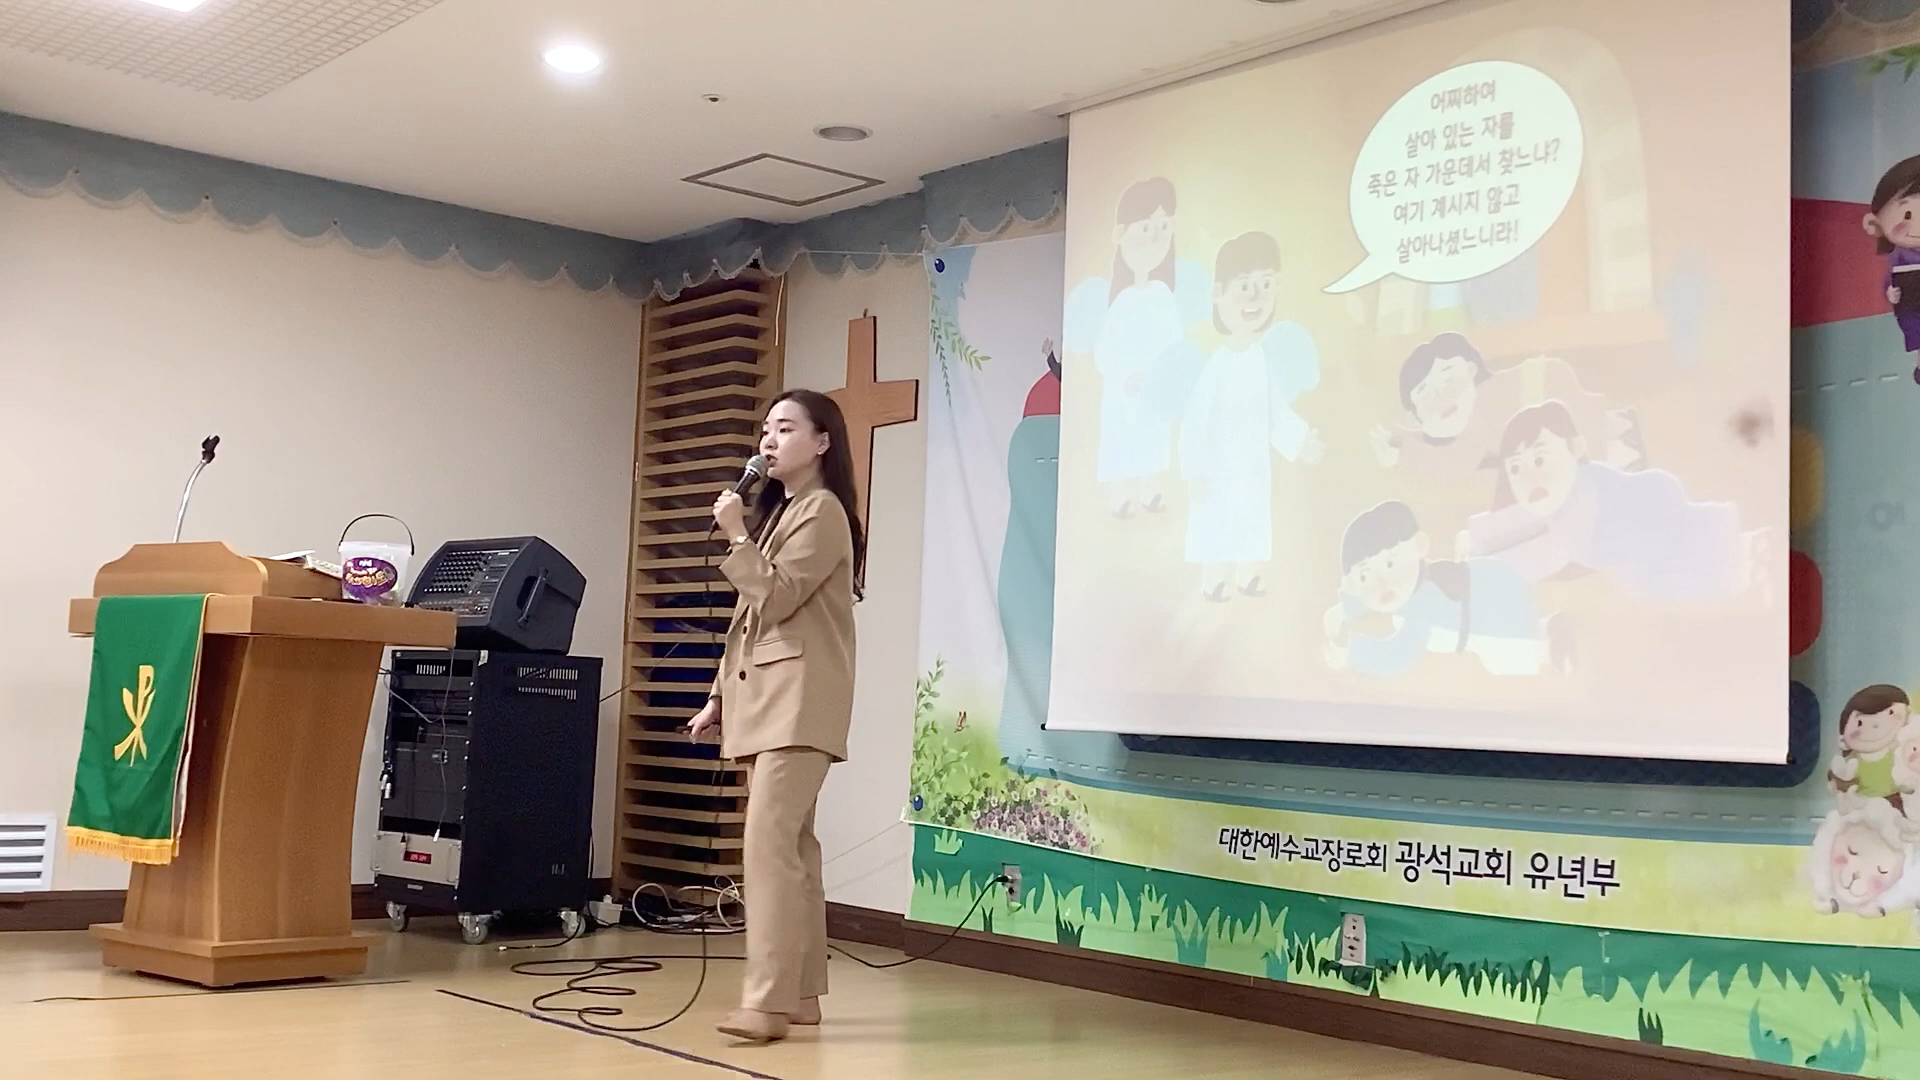 어찌하여
살아 있는 자를
죽은 자 가운데서 찾느냐?
여기 계시지 않고
살아나셨느니라!
대한예수교장로회 광석교회 유년부